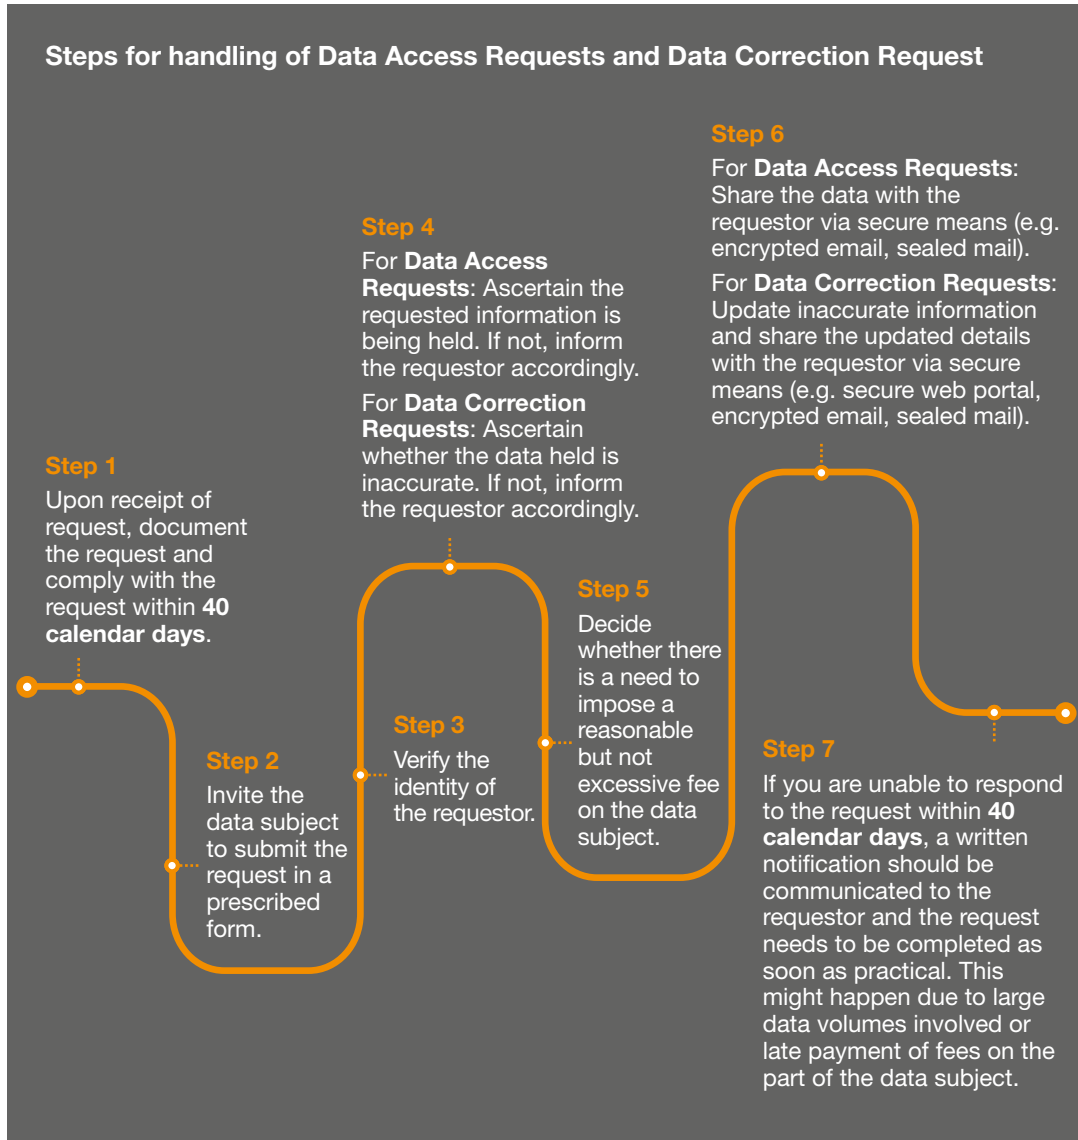 Steps for handling of Data Access Requests and Data Correction Request
Step 1
Upon receipt of
request, document
the request and
comply with the
request within 40
calendar days.
Step 2
Invite the
data subject
to submit the
request in a
prescribed
form.
Step 3
Verify the
identity of
the requestor.
Step 4
For Data Access
Requests: Ascertain the
requested information is
being held. If not, inform
the requestor accordingly.
For Data Correction
Requests: Ascertain
whether the data held is
inaccurate. If not, inform
the requestor accordingly.
Step 5
Decide
whether there
is a need to
impose a
reasonable
but not
excessive fee
on the data
subject.
Step 6
For Data Access Requests:
Share the data with the
requestor via secure means (e.g.
encrypted email, sealed mail).
For Data Correction Requests:
Update inaccurate information
and share the updated details
with the requestor via secure
means (e.g. secure web portal,
encrypted email, sealed mail).
Step 7
If you are unable to respond
to the request within 40
calendar days, a written
notification should be
communicated to the
requestor and the request
needs to be completed as
soon as practical. This
might happen due to large
data volumes involved or
late payment of fees on the
part of the data subject.